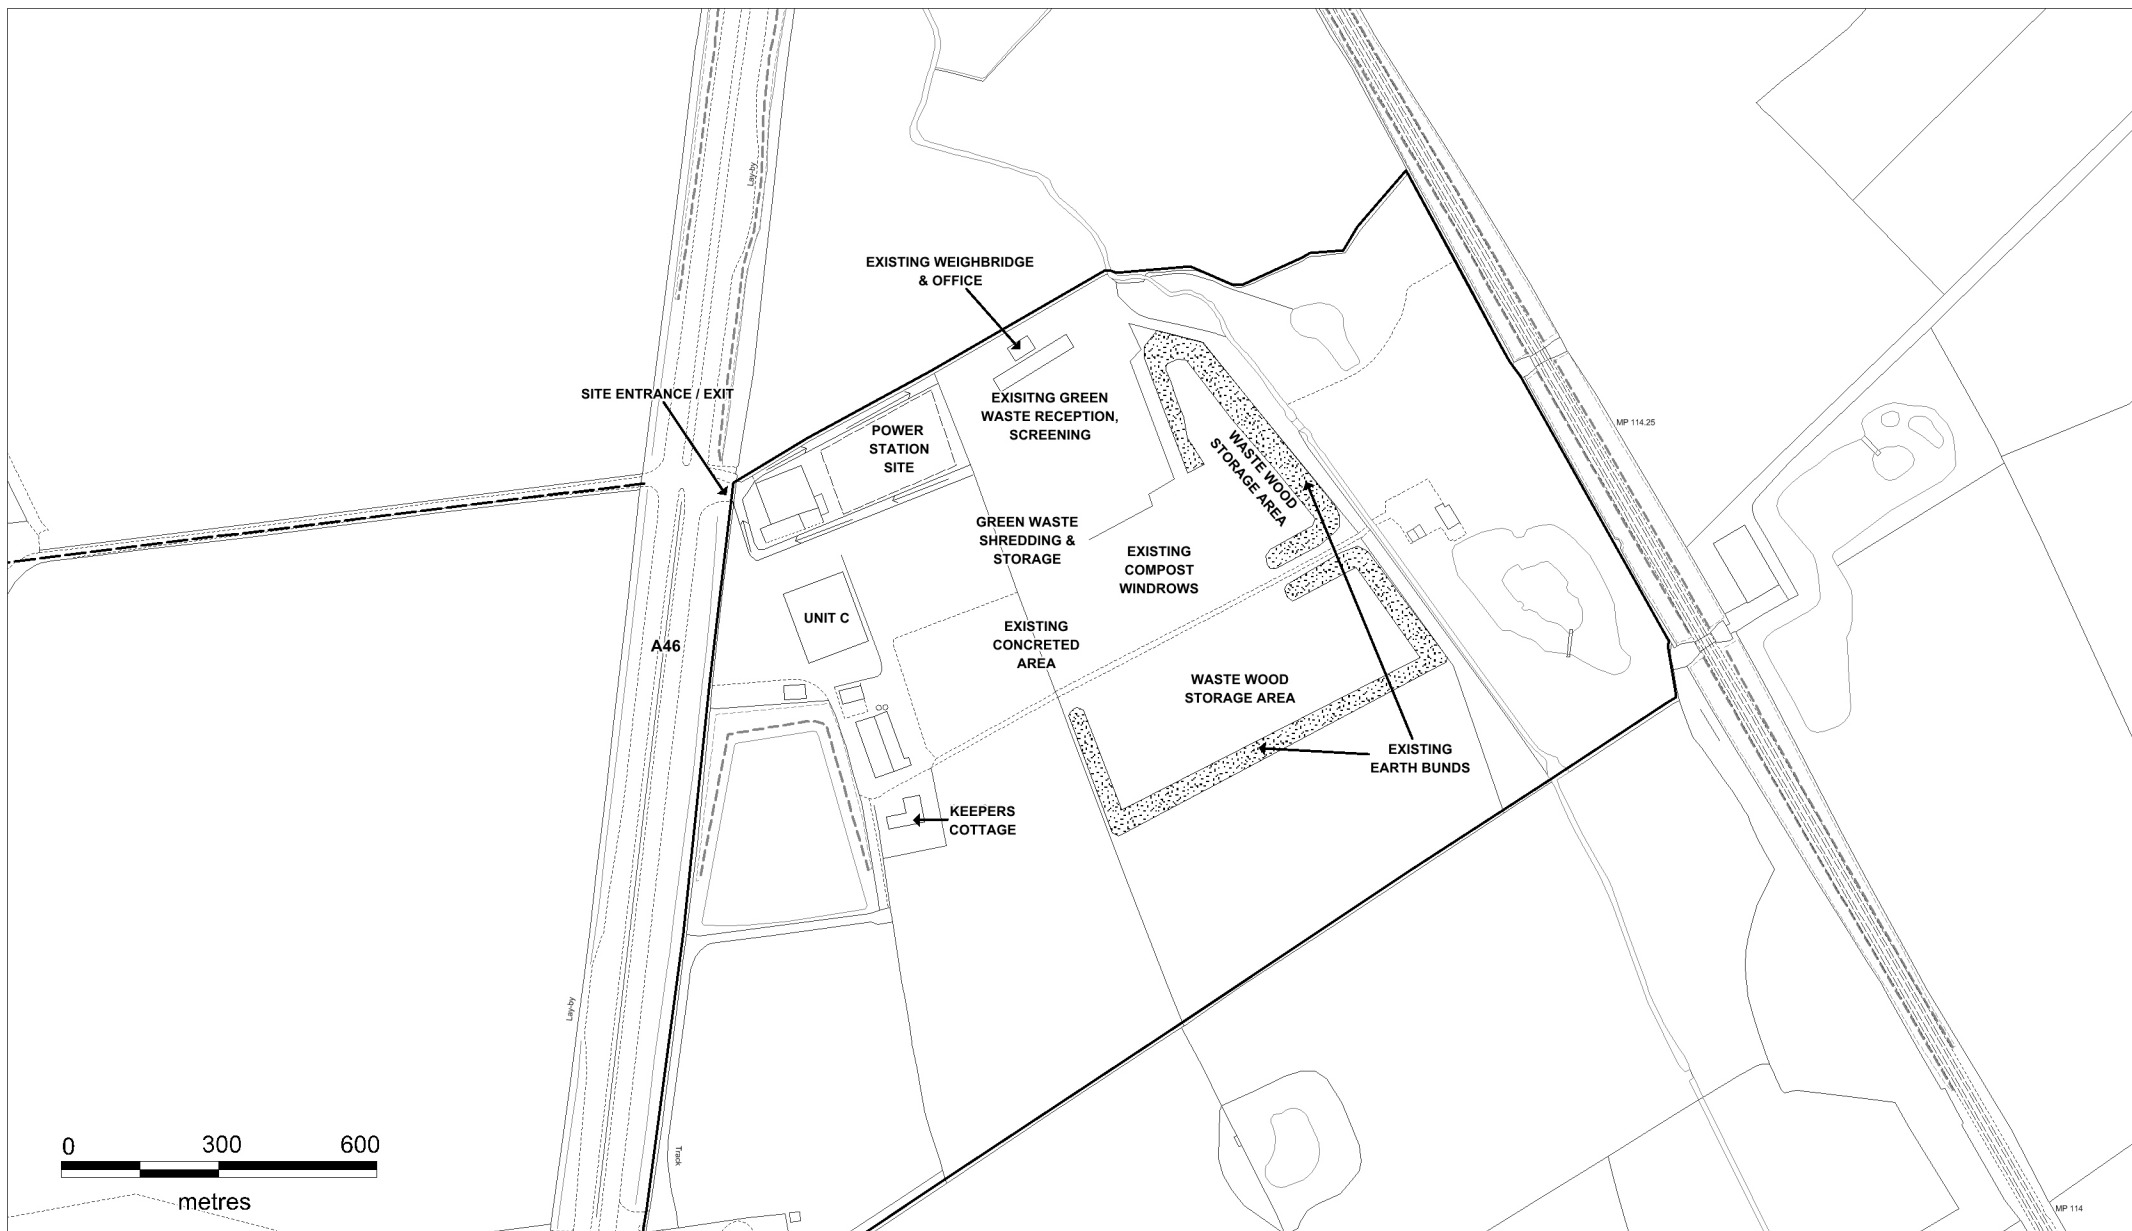 Lay-by
EXISTING WEIGHBRIDGE
& OFFICE
SITE ENTRANCE / EXIT
EXISITNG GREEN
WASTE RECEPTION,
SCREENING
POWER
STATION
SITE
MP 114.25
WASTE WOOD
STORAGE AREA
GREEN WASTE
SHREDDING &
STORAGE
EXISTING
COMPOST
WINDROWS
UNIT C
EXISTING
CONCRETED
AREA
A46
WASTE WOOD
STORAGE AREA
EXISTING
EARTH BUNDS
KEEPERS
COTTAGE
Lay-by
Track
0 300 600
metres
MP 114